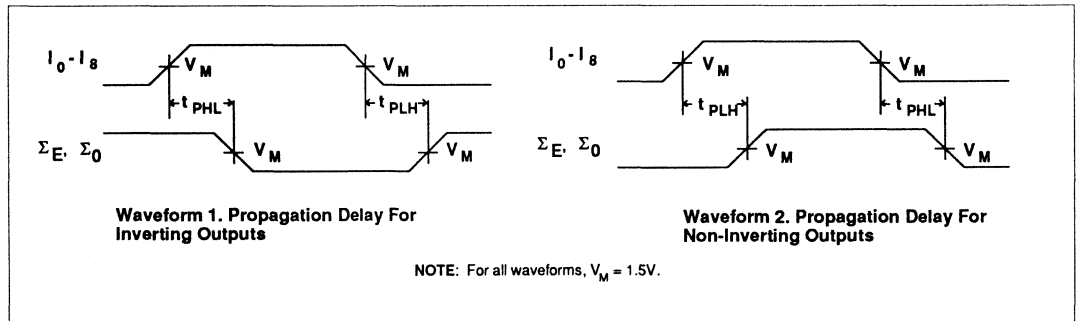 I0-I8 VM VM
tPHL tPLH
ΣE, Σ0 VM VM
Waveform 1. Propagation Delay For
Inverting Outputs
I0-I8 VM VM
tPLH tPHL
ΣE, Σ0 VM VM
Waveform 2. Propagation Delay For
Non-Inverting Outputs
NOTE: For all waveforms, VM = 1.5V.